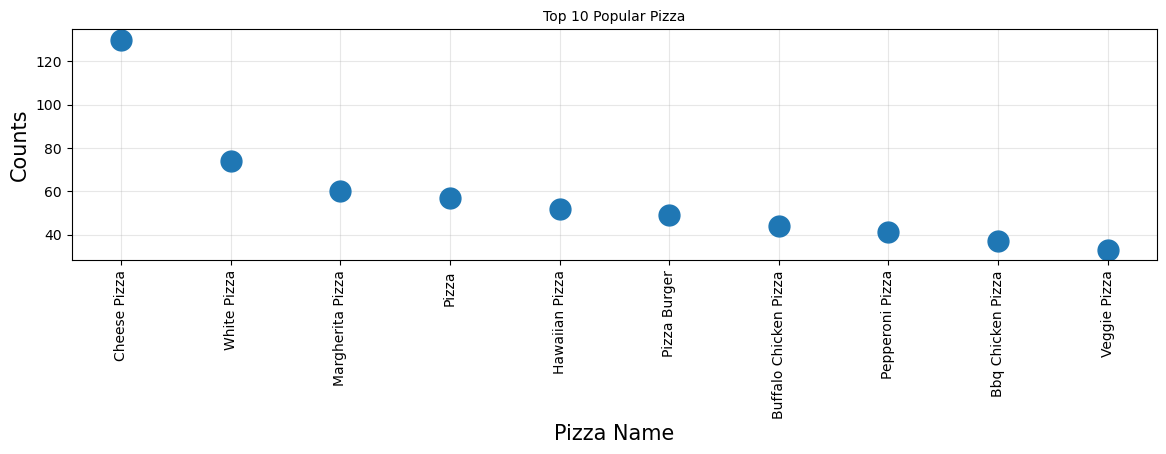 Top 10 Popular Pizza
Counts
120
100
80
60
40
Cheese Pizza
White Pizza
Margherita Pizza
Pizza
Hawaiian Pizza
Pizza Burger
Buffalo Chicken Pizza
Pepperoni Pizza
Bbq Chicken Pizza
Veggie Pizza
Pizza Name